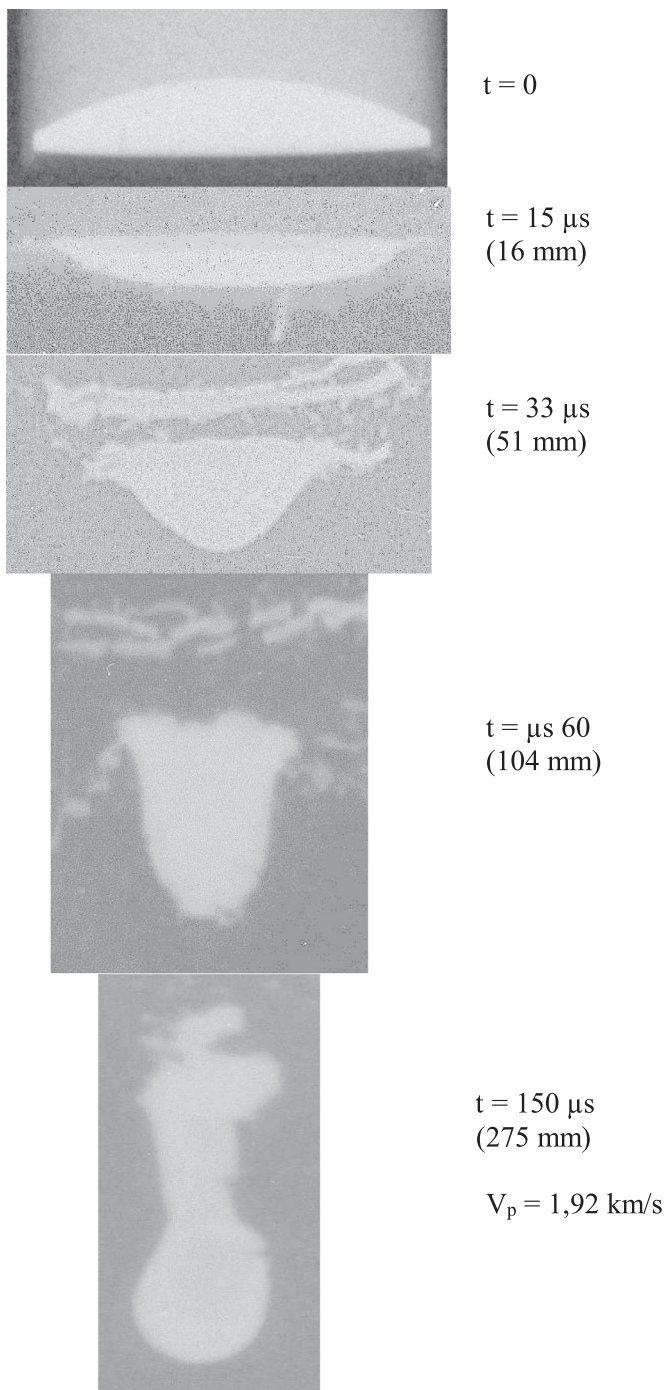 t = 0
t = 15 µs
(16 mm)
t = 33 µs
(51 mm)
t = µs 60
(104 mm)
t = 150 µs
(275 mm)
Vₚ = 1,92 km/s